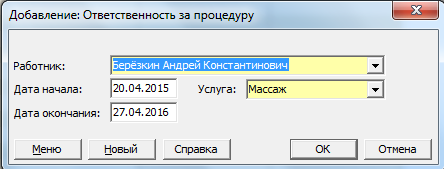 Добавление: Ответственность за процедуру
Работник: Берёзкин Андрей Константинович
Дата начала: 20.04.2015 Услуга: Массаж
Дата окончания: 27.04.2016
Меню Новый Справка ОК Отмена